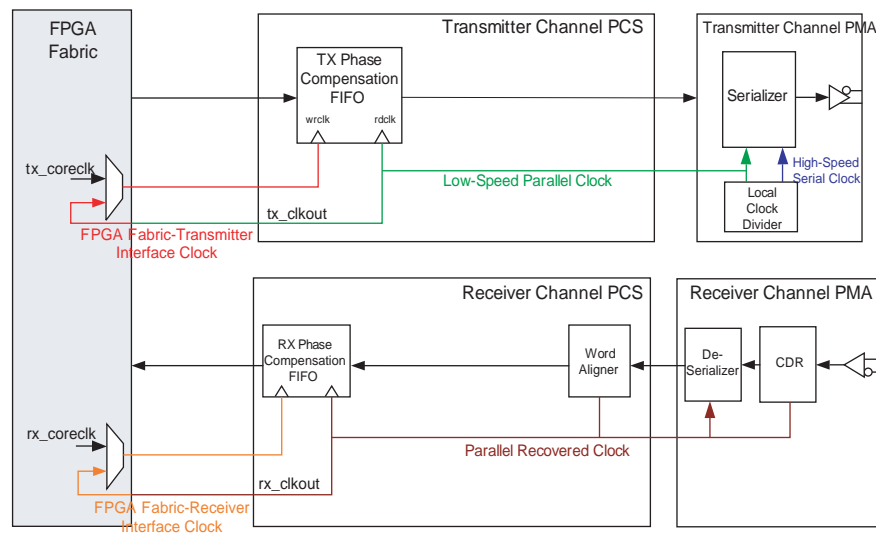 FPGA
Fabric
Transmitter Channel PCS
Transmitter Channel PMA
TX Phase
Compensation
FIFO
wrclk
rdclk
Serializer
tx_coreclk
Low-Speed Parallel Clock
High-Speed
Serial Clock
Local
Clock
Divider
tx_clkout
FPGA Fabric-Transmitter
Interface Clock
Receiver Channel PCS
Receiver Channel PMA
RX Phase
Compensation
FIFO
Word
Aligner
De-
Serializer
CDR
rx_coreclk
Parallel Recovered Clock
rx_clkout
FPGA Fabric-Receiver
Interface Clock